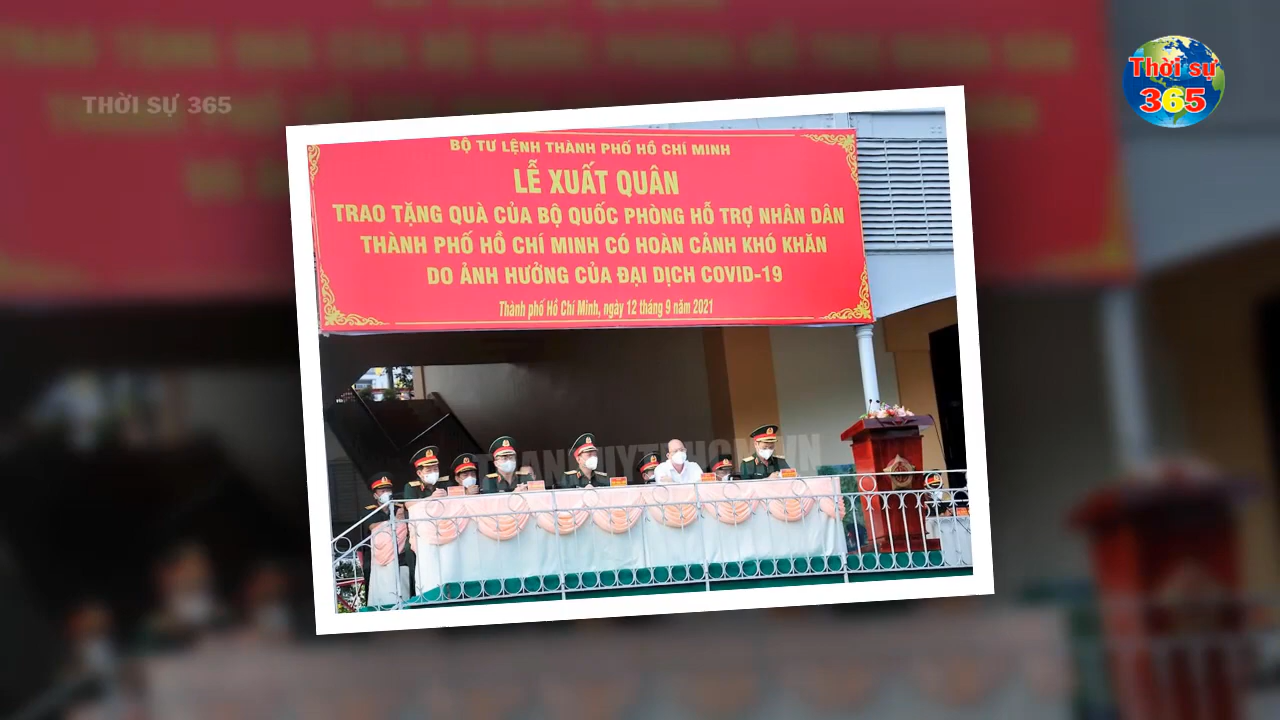 THỜI SỰ 365
Thời sự
365
BỘ TƯ LỆNH THÀNH PHỐ HỒ CHÍ MINH
LỄ XUẤT QUÂN
TRAO TẶNG QUÀ CỦA BỘ QUỐC PHÒNG HỖ TRỢ NHÂN DÂN
THÀNH PHỐ HỒ CHÍ MINH CÓ HOÀN CẢNH KHÓ KHĂN
DO ẢNH HƯỞNG CỦA ĐẠI DỊCH COVID-19
Thành phố Hồ Chí Minh, ngày 12 tháng 9 năm 2021